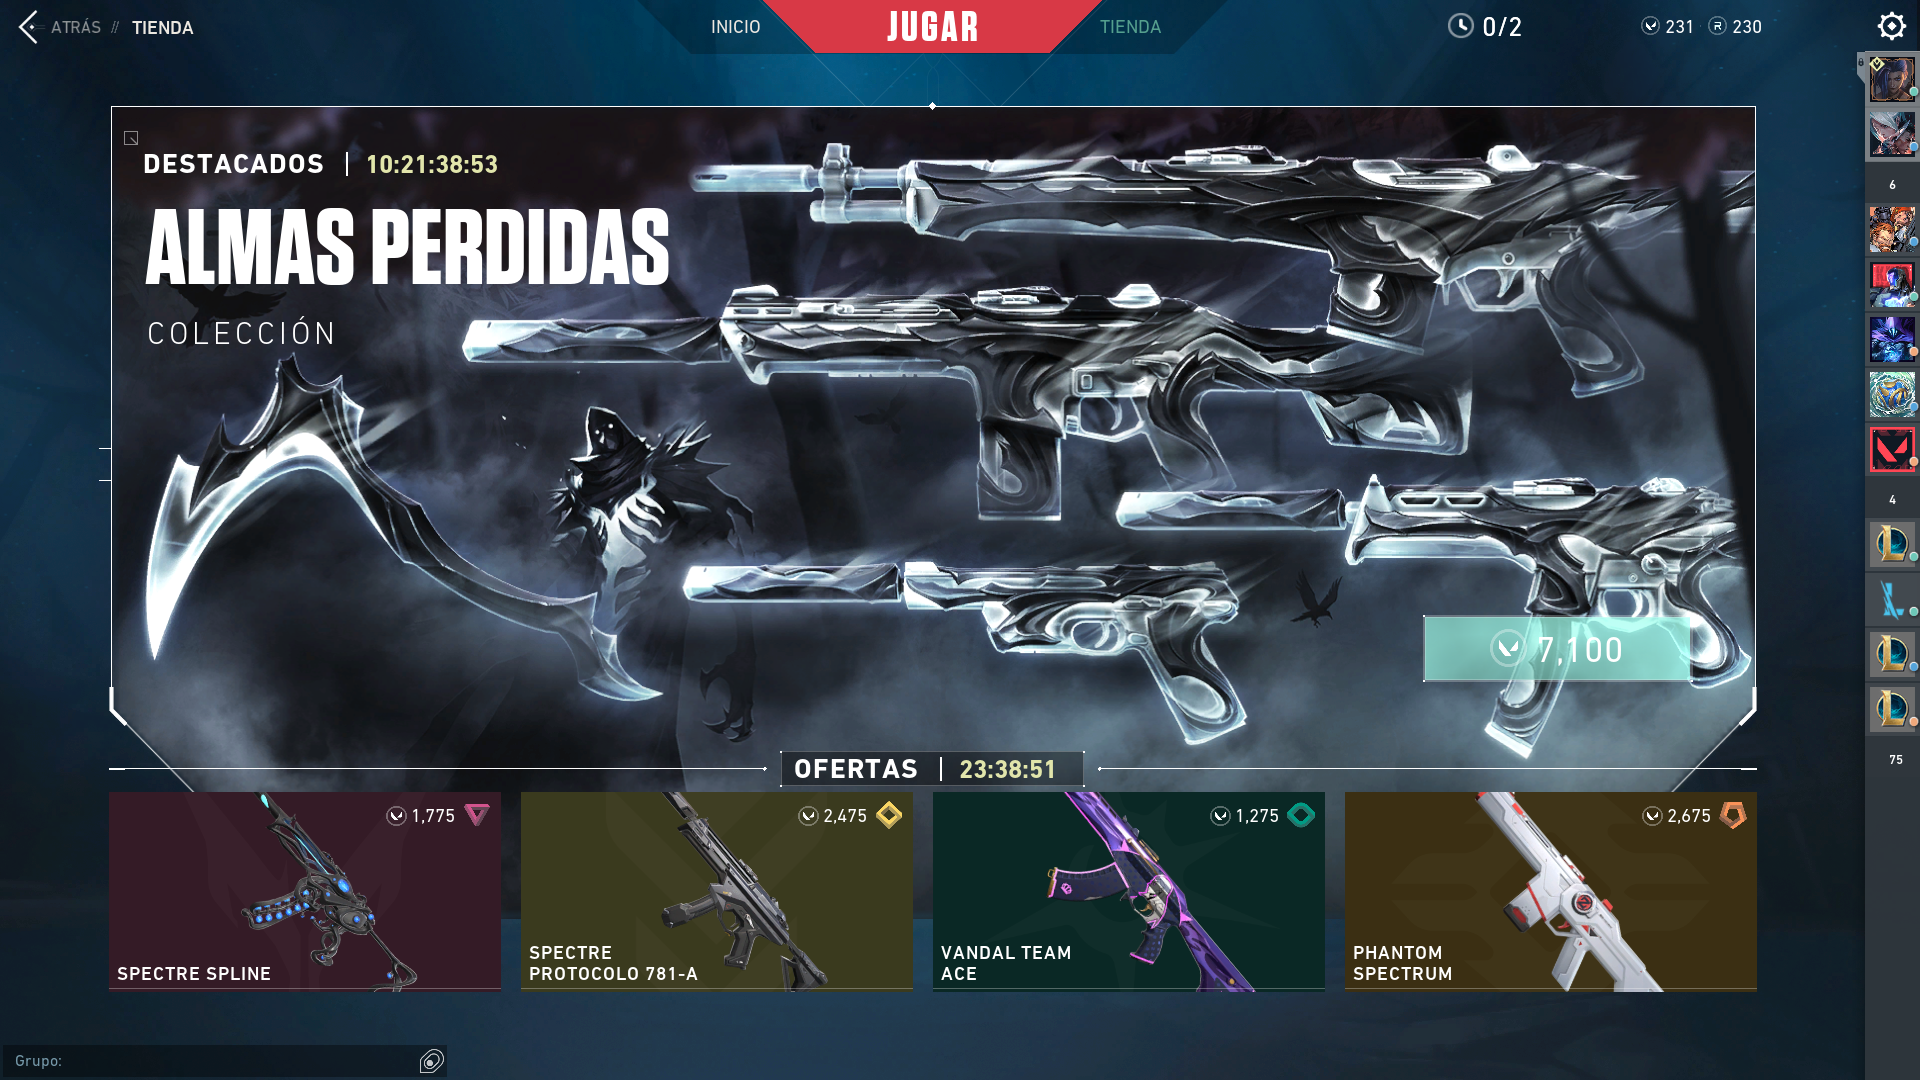 ATRÁS // TIENDA
INICIO
JUGAR
TIENDA
0/2
231
R 230
DESTACADOS | 10:21:38:53
ALMAS PERDIDAS
COLECCIÓN
7,100
OFERTAS | 23:38:51
1,775
SPECTRE SPLINE
2,475
SPECTRE
PROTOCOLO 781-A
1,275
VANDAL TEAM
ACE
2,675
PHANTOM
SPECTRUM
6
4
75
Grupo: